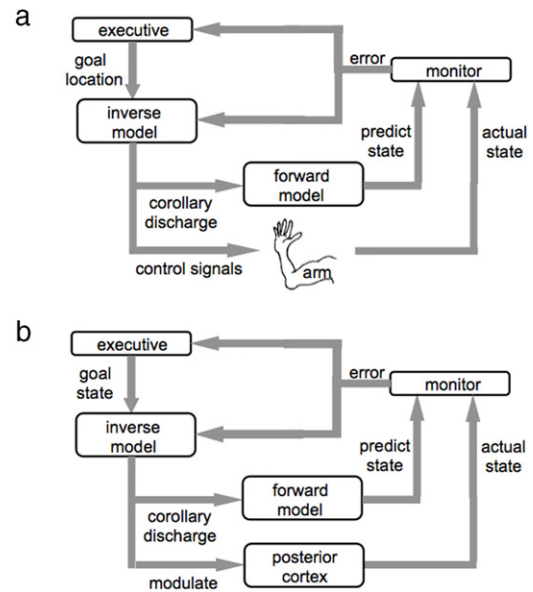 a
executive
goal
location
error
monitor
inverse
model
predict
state
actual
state
forward
model
corollary
discharge
arm
control signals
b
executive
goal
state
error
monitor
inverse
model
predict
state
actual
state
forward
model
corollary
discharge
posterior
cortex
modulate